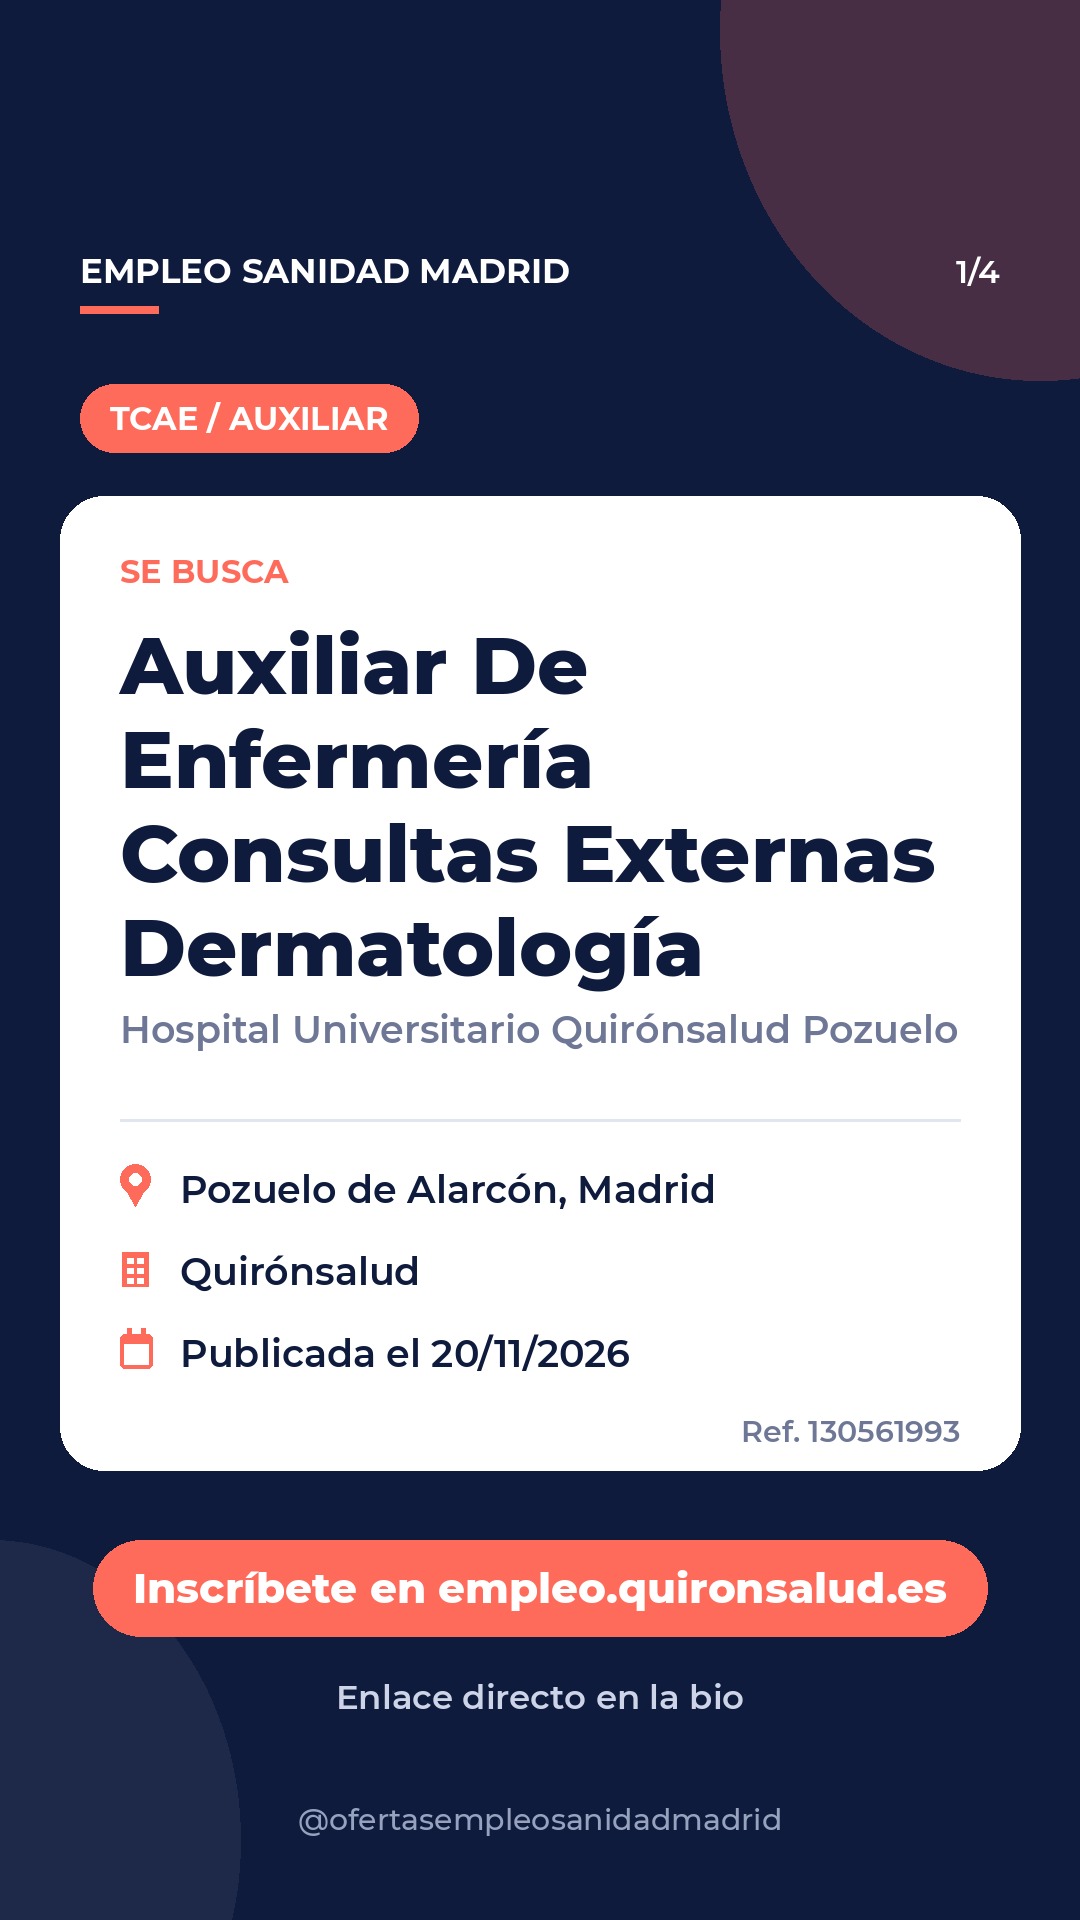 EMPLEO SANIDAD MADRID
1/4
TCAE / AUXILIAR
SE BUSCA
Auxiliar De
Enfermería
Consultas Externas
Dermatología
Hospital Universitario Quirónsalud Pozuelo
Pozuelo de Alarcón, Madrid
Quirónsalud
Publicada el 20/11/2026
Ref. 130561993
Inscríbete en empleo.quironsalud.es
Enlace directo en la bio
@ofertasempleosanidadmadrid